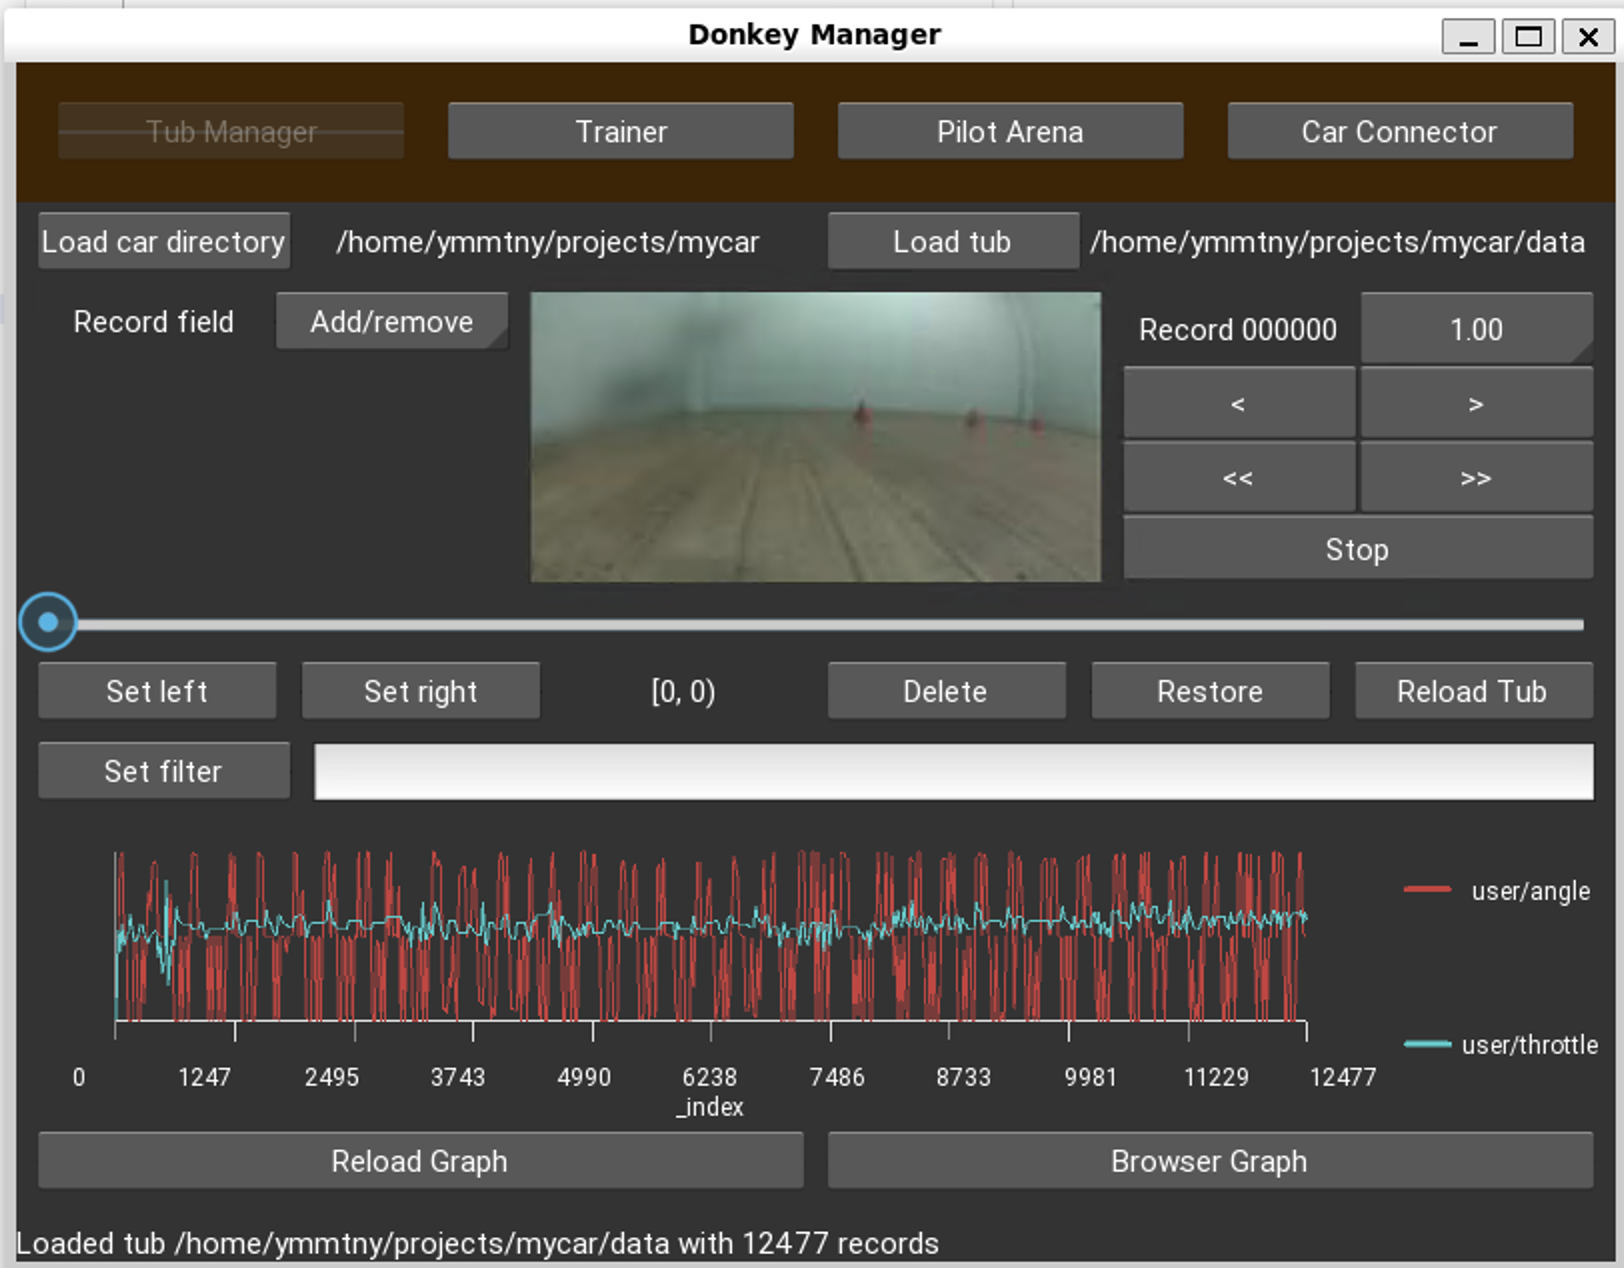 Donkey Manager
Tub Manager
Trainer
Pilot Arena
Car Connector
Load car directory
/home/ymmtny/projects/mycar
Load tub
/home/ymmtny/projects/mycar/data
Record field
Add/remove
Record 000000
1.00
<
>
<<
>>
Stop
Set left
Set right
[0, 0)
Delete
Restore
Reload Tub
Set filter
user/angle
user/throttle
0 1247 2495 3743 4990 6238 7486 8733 9981 11229 12477
_index
Reload Graph
Browser Graph
Loaded tub /home/ymmtny/projects/mycar/data with 12477 records